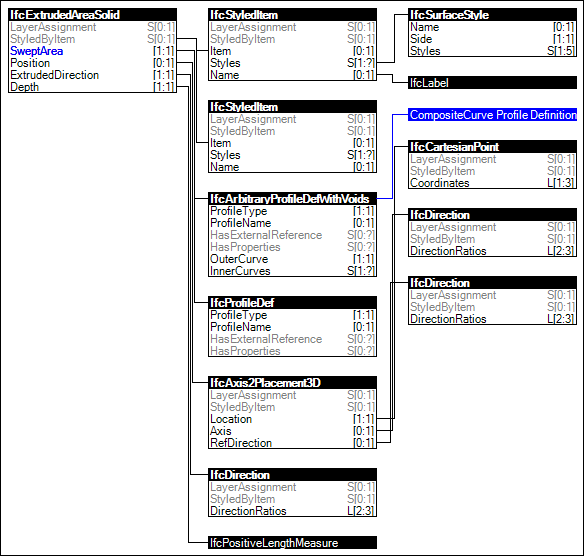 IfcExtrudedAreaSolid
LayerAssignment S[0:1]
StyledByItem S[0:1]
SweptArea [1:1]
Position [0:1]
ExtrudedDirection [1:1]
Depth [1:1]
IfcStyledItem
LayerAssignment S[0:1]
StyledByItem S[0:1]
Item [0:1]
Styles S[1:?]
Name [0:1]
IfcStyledItem
LayerAssignment S[0:1]
StyledByItem S[0:1]
Item [0:1]
Styles S[1:?]
Name [0:1]
IfcArbitraryProfileDefWithVoids
ProfileType [1:1]
ProfileName [0:1]
HasExternalReference S[0:?]
HasProperties S[0:?]
OuterCurve [1:1]
InnerCurves S[1:?]
IfcProfileDef
ProfileType [1:1]
ProfileName [0:1]
HasExternalReference S[0:?]
HasProperties S[0:?]
IfcAxis2Placement3D
LayerAssignment S[0:1]
StyledByItem S[0:1]
Location [1:1]
Axis [0:1]
RefDirection [0:1]
IfcDirection
LayerAssignment S[0:1]
StyledByItem S[0:1]
DirectionRatios L[2:3]
IfcPositiveLengthMeasure
IfcSurfaceStyle
Name [0:1]
Side [1:1]
Styles S[1:5]
IfcLabel
CompositeCurve Profile Definition
IfcCartesianPoint
LayerAssignment S[0:1]
StyledByItem S[0:1]
Coordinates L[1:3]
IfcDirection
LayerAssignment S[0:1]
StyledByItem S[0:1]
DirectionRatios L[2:3]
IfcDirection
LayerAssignment S[0:1]
StyledByItem S[0:1]
DirectionRatios L[2:3]